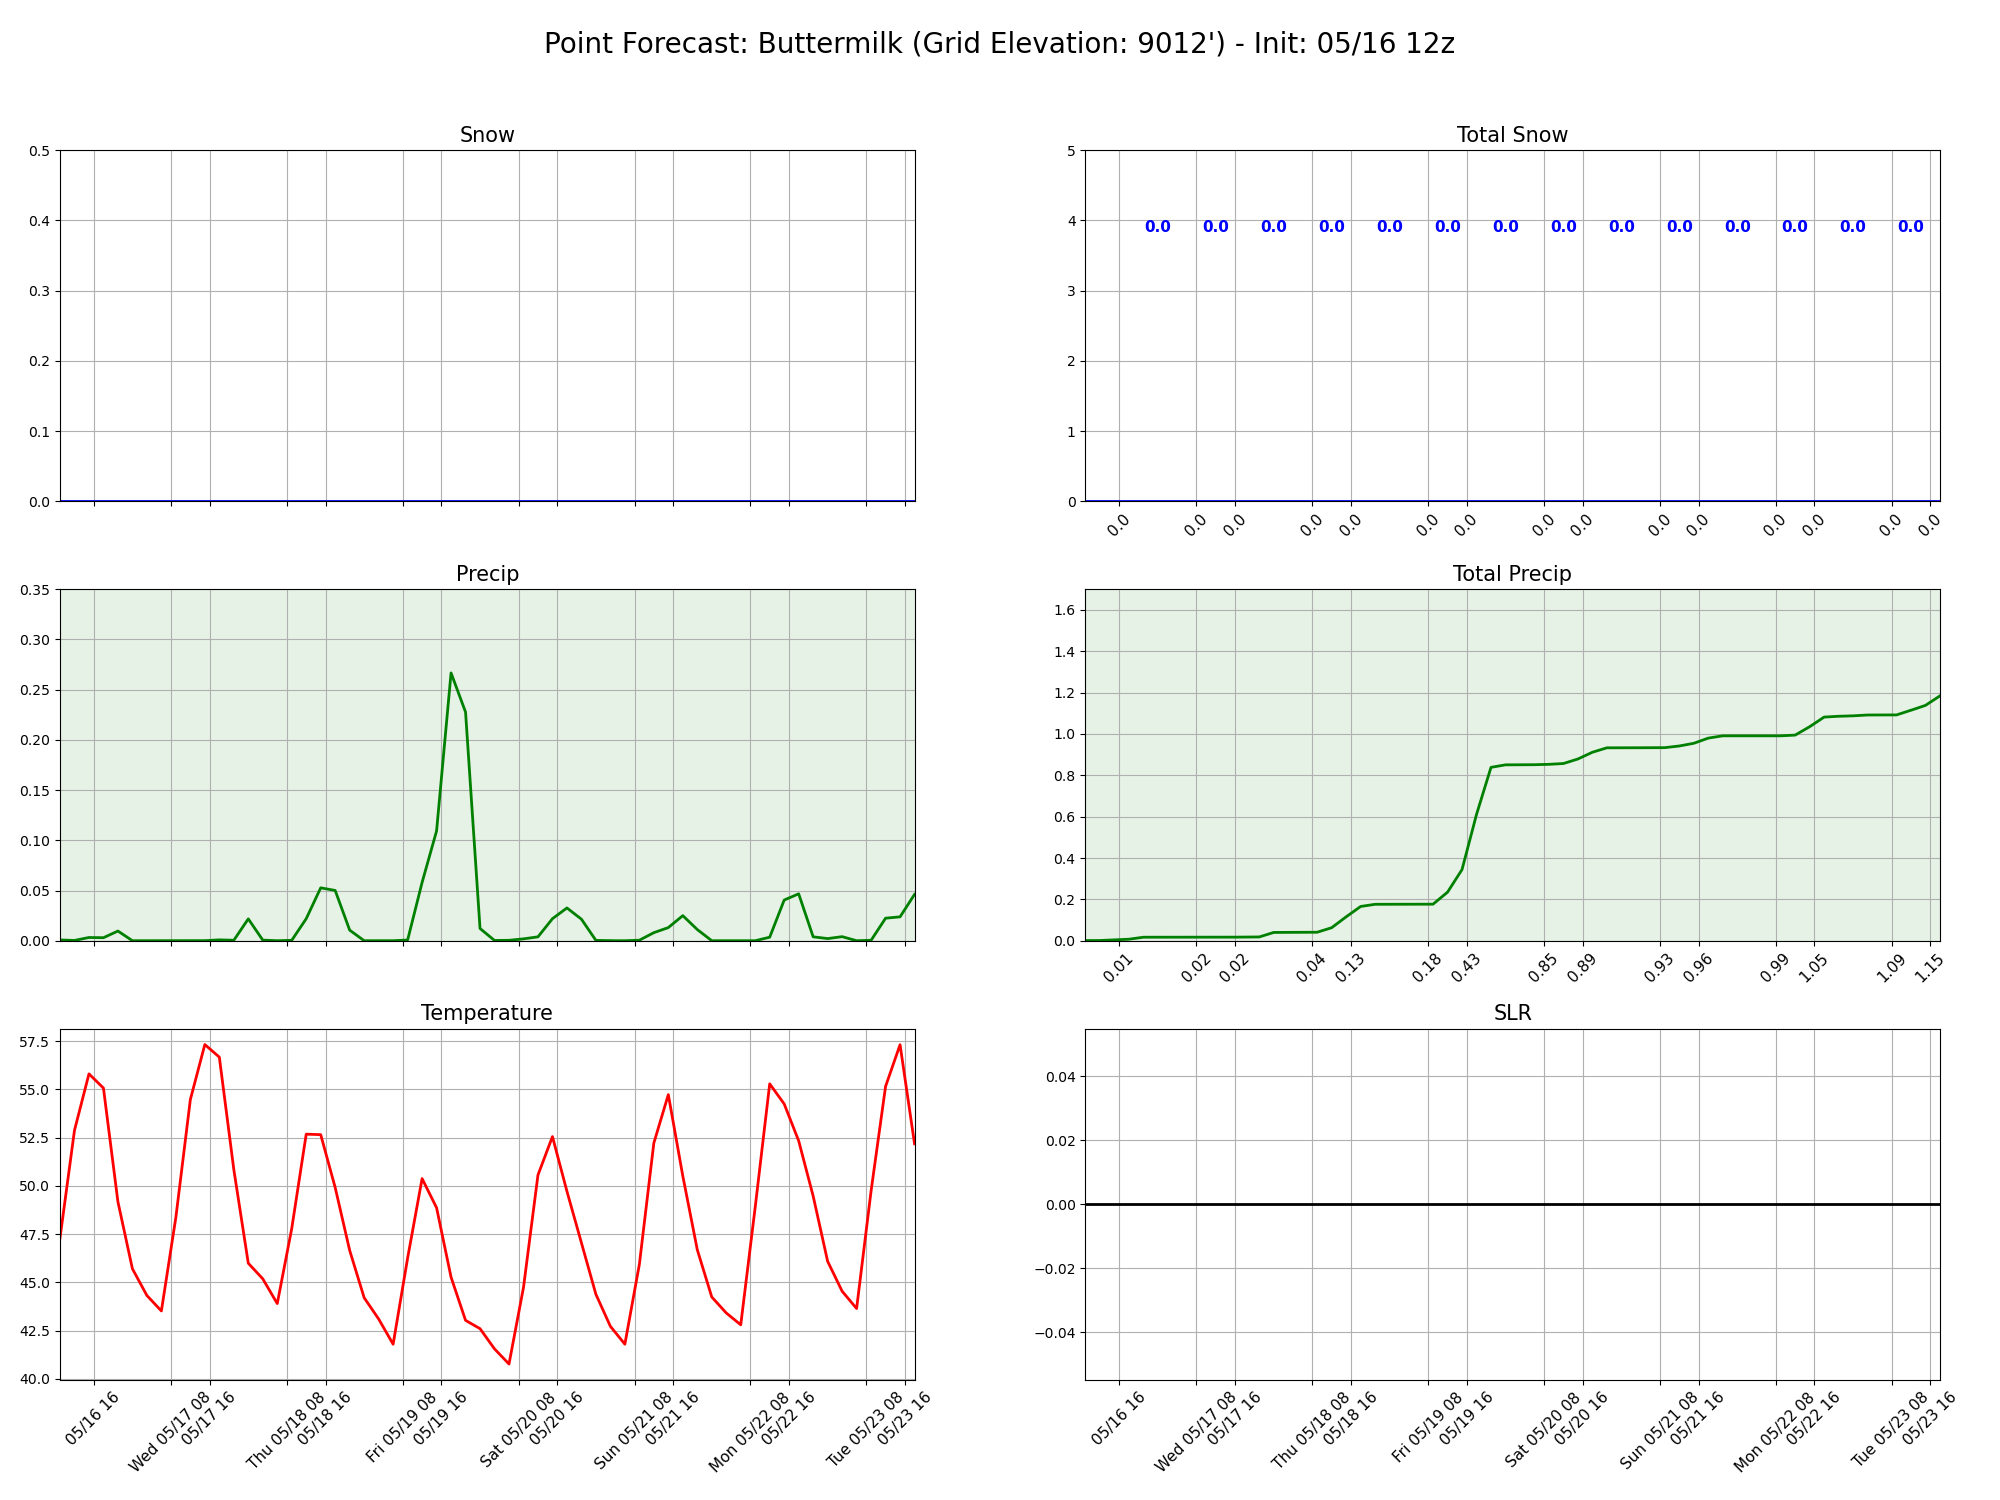 Point Forecast: Buttermilk (Grid Elevation: 9012') - Init: 05/16 12z
Snow
0.5
0.4
0.3
0.2
0.1
0.0
Total Snow
5
4
3
2
1
0
0.0 0.0 0.0 0.0 0.0 0.0 0.0 0.0 0.0 0.0 0.0 0.0 0.0 0.0
0.0 0.0 0.0 0.0 0.0 0.0 0.0 0.0 0.0 0.0 0.0 0.0 0.0 0.0 0.0
Precip
0.35
0.30
0.25
0.20
0.15
0.10
0.05
0.00
Total Precip
1.6
1.4
1.2
1.0
0.8
0.6
0.4
0.2
0.0
0.01 0.02 0.02 0.04 0.13 0.18 0.43 0.85 0.89 0.93 0.96 0.99 1.05 1.09 1.15
Temperature
57.5
55.0
52.5
50.0
47.5
45.0
42.5
40.0
05/16 16
Wed 05/17 08
05/17 16
Thu 05/18 08
05/18 16
Fri 05/19 08
05/19 16
Sat 05/20 08
05/20 16
Sun 05/21 08
05/21 16
Mon 05/22 08
05/22 16
Tue 05/23 08
05/23 16
SLR
0.04
0.02
0.00
−0.02
−0.04
05/16 16
Wed 05/17 08
05/17 16
Thu 05/18 08
05/18 16
Fri 05/19 08
05/19 16
Sat 05/20 08
05/20 16
Sun 05/21 08
05/21 16
Mon 05/22 08
05/22 16
Tue 05/23 08
05/23 16